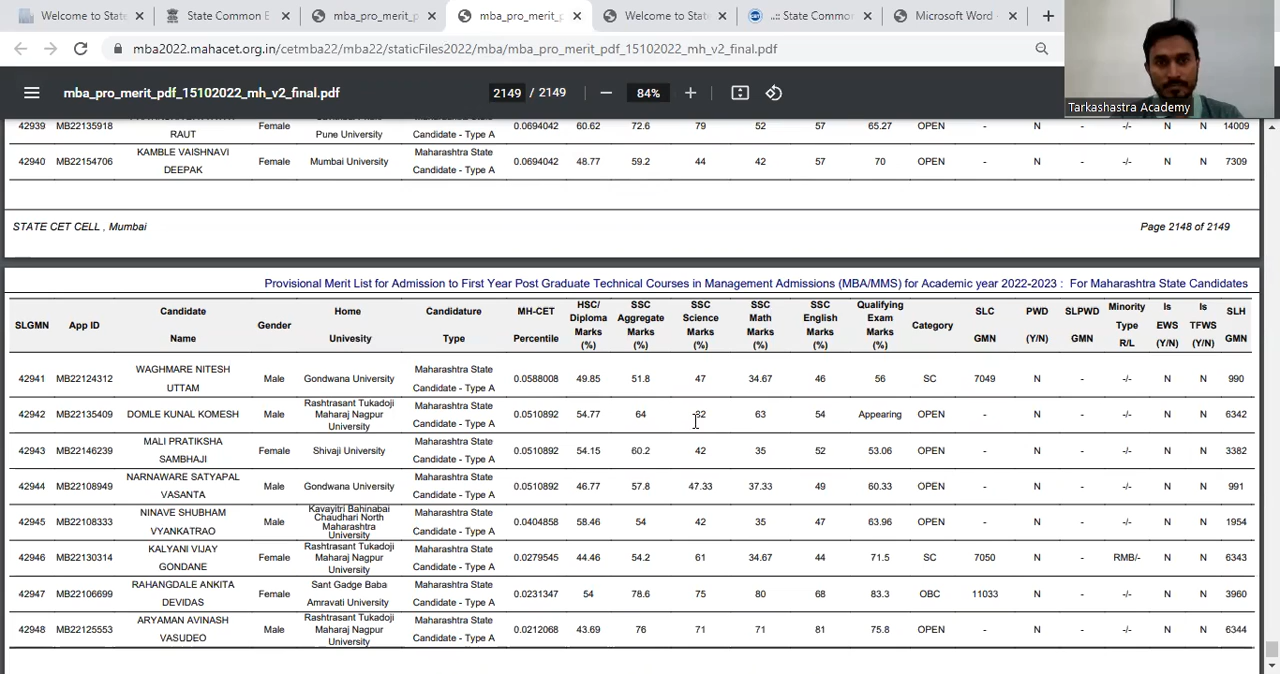 Welcome to State
State Common E
mba_pro_merit_p
mba_pro_merit_p
Welcome to Stat
..:: State Commo
Microsoft Word -
mba2022.mahacet.org.in/cetmba22/mba22/staticFiles2022/mba/mba_pro_merit_pdf_15102022_mh_v2_final.pdf
mba_pro_merit_pdf_15102022_mh_v2_final.pdf 2149 / 2149 84%
Tarkashastra Academy
42939 MB22135918 RAUT Female Pune University Candidate - Type A 0.0694042 60.62 72.6 79 52 57 65.27 OPEN - N - -/- N N 14009
42940 MB22154706 KAMBLE VAISHNAVI DEEPAK Female Mumbai University Maharashtra State Candidate - Type A 0.0694042 48.77 59.2 44 42 57 70 OPEN - N - -/- N N 7309
STATE CET CELL , Mumbai Page 2148 of 2149
Provisional Merit List for Admission to First Year Post Graduate Technical Courses in Management Admissions (MBA/MMS) for Academic year 2022-2023 : For Maharashtra State Candidates
SLGMN App ID Candidate Name Gender Home Univesity Candidature Type MH-CET Percentile HSC/ Diploma Marks (%) SSC Aggregate Marks (%) SSC Science Marks (%) SSC Math Marks (%) SSC English Marks (%) Qualifying Exam Marks (%) Category SLC GMN PWD (Y/N) SLPWD GMN Minority Type R/L Is EWS (Y/N) Is TFWS (Y/N) SLH GMN
42941 MB22124312 WAGHMARE NITESH UTTAM Male Gondwana University Maharashtra State Candidate - Type A 0.0588008 49.85 51.8 47 34.67 46 56 SC 7049 N - -/- N N 990
42942 MB22135409 DOMLE KUNAL KOMESH Male Rashtrasant Tukadoji Maharaj Nagpur University Maharashtra State Candidate - Type A 0.0510892 54.77 64 63 54 Appearing OPEN - N - -/- N N 6342
42943 MB22146239 MALI PRATIKSHA SAMBHAJI Female Shivaji University Maharashtra State Candidate - Type A 0.0510892 54.15 60.2 42 35 52 53.06 OPEN - N - -/- N N 3382
42944 MB22108949 NARNAWARE SATYAPAL VASANTA Male Gondwana University Maharashtra State Candidate - Type A 0.0510892 46.77 57.8 47.33 37.33 49 60.33 OPEN - N - -/- N N 991
42945 MB22108333 NINAVE SHUBHAM VYANKATRAO Male Kavayitri Bahinabai Chaudhari North Maharashtra University Maharashtra State Candidate - Type A 0.0404858 58.46 54 42 35 47 63.96 OPEN - N - -/- N N 1954
42946 MB22130314 KALYANI VIJAY GONDANE Female Rashtrasant Tukadoji Maharaj Nagpur University Maharashtra State Candidate - Type A 0.0279545 44.46 54.2 61 34.67 44 71.5 SC 7050 N - RMB/- N N 6343
42947 MB22106699 RAHANGDALE ANKITA DEVIDAS Female Sant Gadge Baba Amravati University Maharashtra State Candidate - Type A 0.0231347 54 78.6 75 80 68 83.3 OBC 11033 N - -/- N N 3960
42948 MB22125553 ARYAMAN AVINASH VASUDEO Male Rashtrasant Tukadoji Maharaj Nagpur University Maharashtra State Candidate - Type A 0.0212068 43.69 76 71 71 81 75.8 OPEN - N - -/- N N 6344